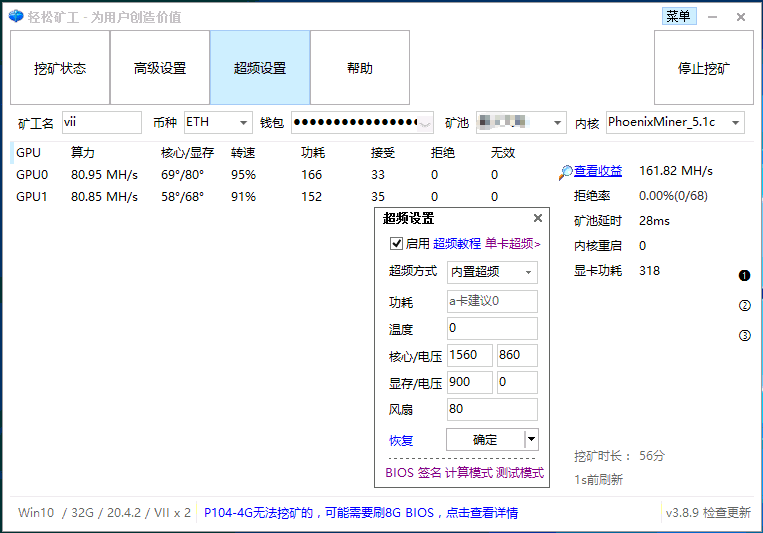 轻松矿工 - 为用户创造价值
菜单
挖矿状态 高级设置 超频设置 帮助 停止挖矿
矿工名 vii 币种 ETH 钱包 ●●●●●●●●●●●●●●●● 矿池 内核 PhoenixMiner_5.1c
GPU 算力 核心/显存 转速 功耗 接受 拒绝 无效
GPU0 80.95 MH/s 69°/80° 95% 166 33 0 0
GPU1 80.85 MH/s 58°/68° 91% 152 35 0 0
查看收益 161.82 MH/s
拒绝率 0.00%(0/68)
矿池延时 28ms
内核重启 0
显卡功耗 318
❶
②
③
超频设置
启用 超频教程 单卡超频>
超频方式 内置超频
功耗 a卡建议0
温度 0
核心/电压 1560 860
显存/电压 900 0
风扇 80
恢复 确定
BIOS 签名 计算模式 测试模式
挖矿时长： 56分
1s前刷新
Win10 / 32G / 20.4.2 / VII x 2 P104-4G无法挖矿的，可能需要刷8G BIOS，点击查看详情 v3.8.9 检查更新